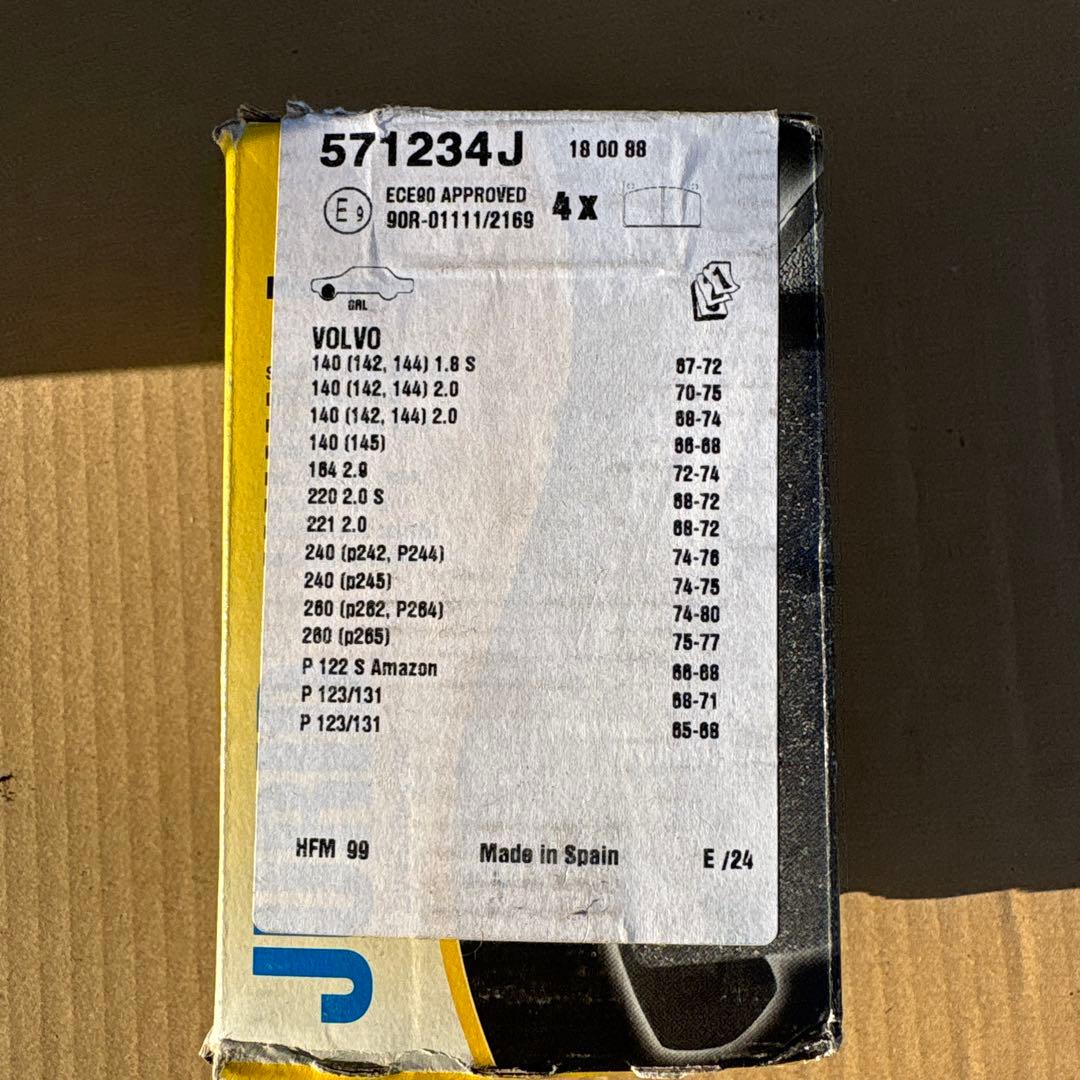 571234J 18 00 88
E 9 ECE90 APPROVED
90R-01111/2169 4x
GRL
VOLVO
140 (142, 144) 1.8 S 67-72
140 (142, 144) 2.0 70-75
140 (142, 144) 2.0 68-74
140 (145) 66-68
164 2.9 72-74
220 2.0 S 68-72
221 2.0 68-72
240 (p242, P244) 74-76
240 (p245) 74-75
260 (p262, P264) 74-80
260 (p265) 75-77
P 122 S Amazon 66-68
P 123/131 68-71
P 123/131 65-68
HFM 99 Made in Spain E /24
JURI